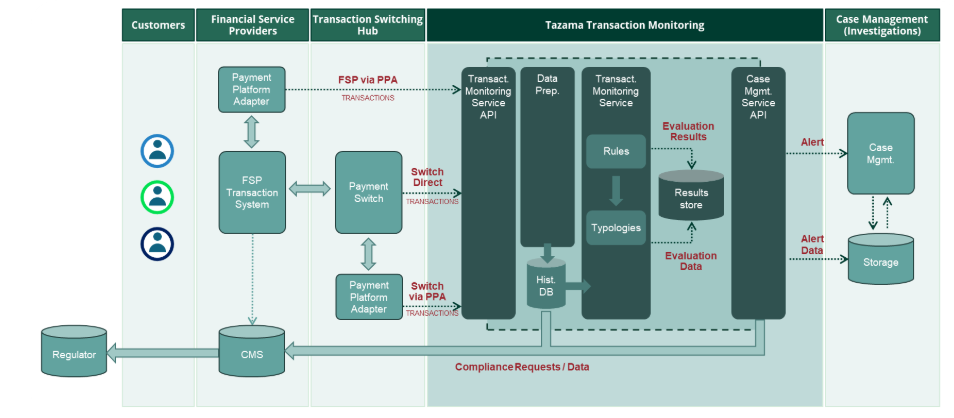 Customers
Financial Service
Providers
Transaction Switching
Hub
Tazama Transaction Monitoring
Case Management
(Investigations)
Payment
Platform
Adapter
FSP via PPA
TRANSACTIONS
Transact.
Monitoring
Service
API
Data
Prep.
Transact.
Monitoring
Service
Case
Mgmt.
Service
API
Evaluation
Results
Rules
Alert
Case
Mgmt.
FSP
Transaction
System
Payment
Switch
Switch
Direct
TRANSACTIONS
Results
store
Typologies
Evaluation
Data
Alert
Data
Storage
Payment
Platform
Adapter
Switch
via PPA
TRANSACTIONS
Hist.
DB
Regulator
CMS
Compliance Requests / Data